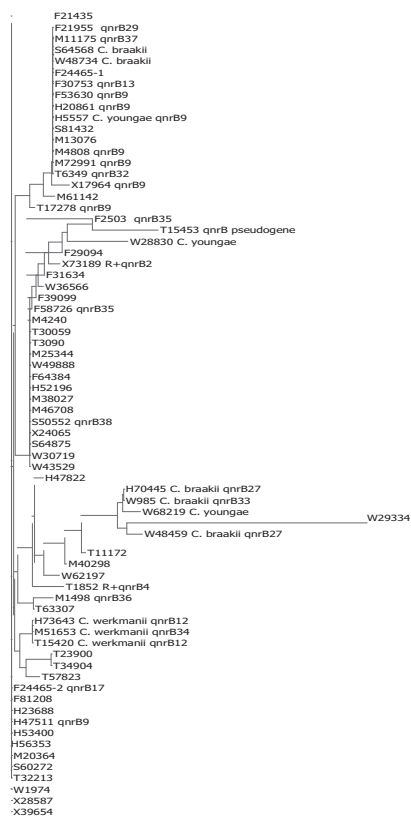 F21435
F21955 qnrB29
M11175 qnrB37
S64568 C. braakii
W48734 C. braakii
F24465-1
F30753 qnrB13
F53630 qnrB9
H20861 qnrB9
H5557 C. youngae qnrB9
S81432
M13076
M4808 qnrB9
M72991 qnrB9
T6349 qnrB32
X17964 qnrB9
M61142
T17278 qnrB9
F2503 qnrB35
T15453 qnrB pseudogene
W28830 C. youngae
F29094
X73189 R+qnrB2
F31634
W36566
F39099
F58726 qnrB35
M4240
T30059
T3090
M25344
W49888
F64384
H52196
M38027
M46708
S50552 qnrB38
X24065
S64875
W30719
W43529
H47822
H70445 C. braakii qnrB27
W985 C. braakii qnrB33
W68219 C. youngae
W29334
W48459 C. braakii qnrB27
T11172
M40298
W62197
T1852 R+qnrB4
M1498 qnrB36
T63307
H73643 C. werkmanii qnrB12
M51653 C. werkmanii qnrB34
T15420 C. werkmanii qnrB12
T23900
T34904
T57823
F24465-2 qnrB17
F81208
H23688
H47511 qnrB9
H53400
H56353
M20364
S60272
T32213
W1974
X28587
X39654